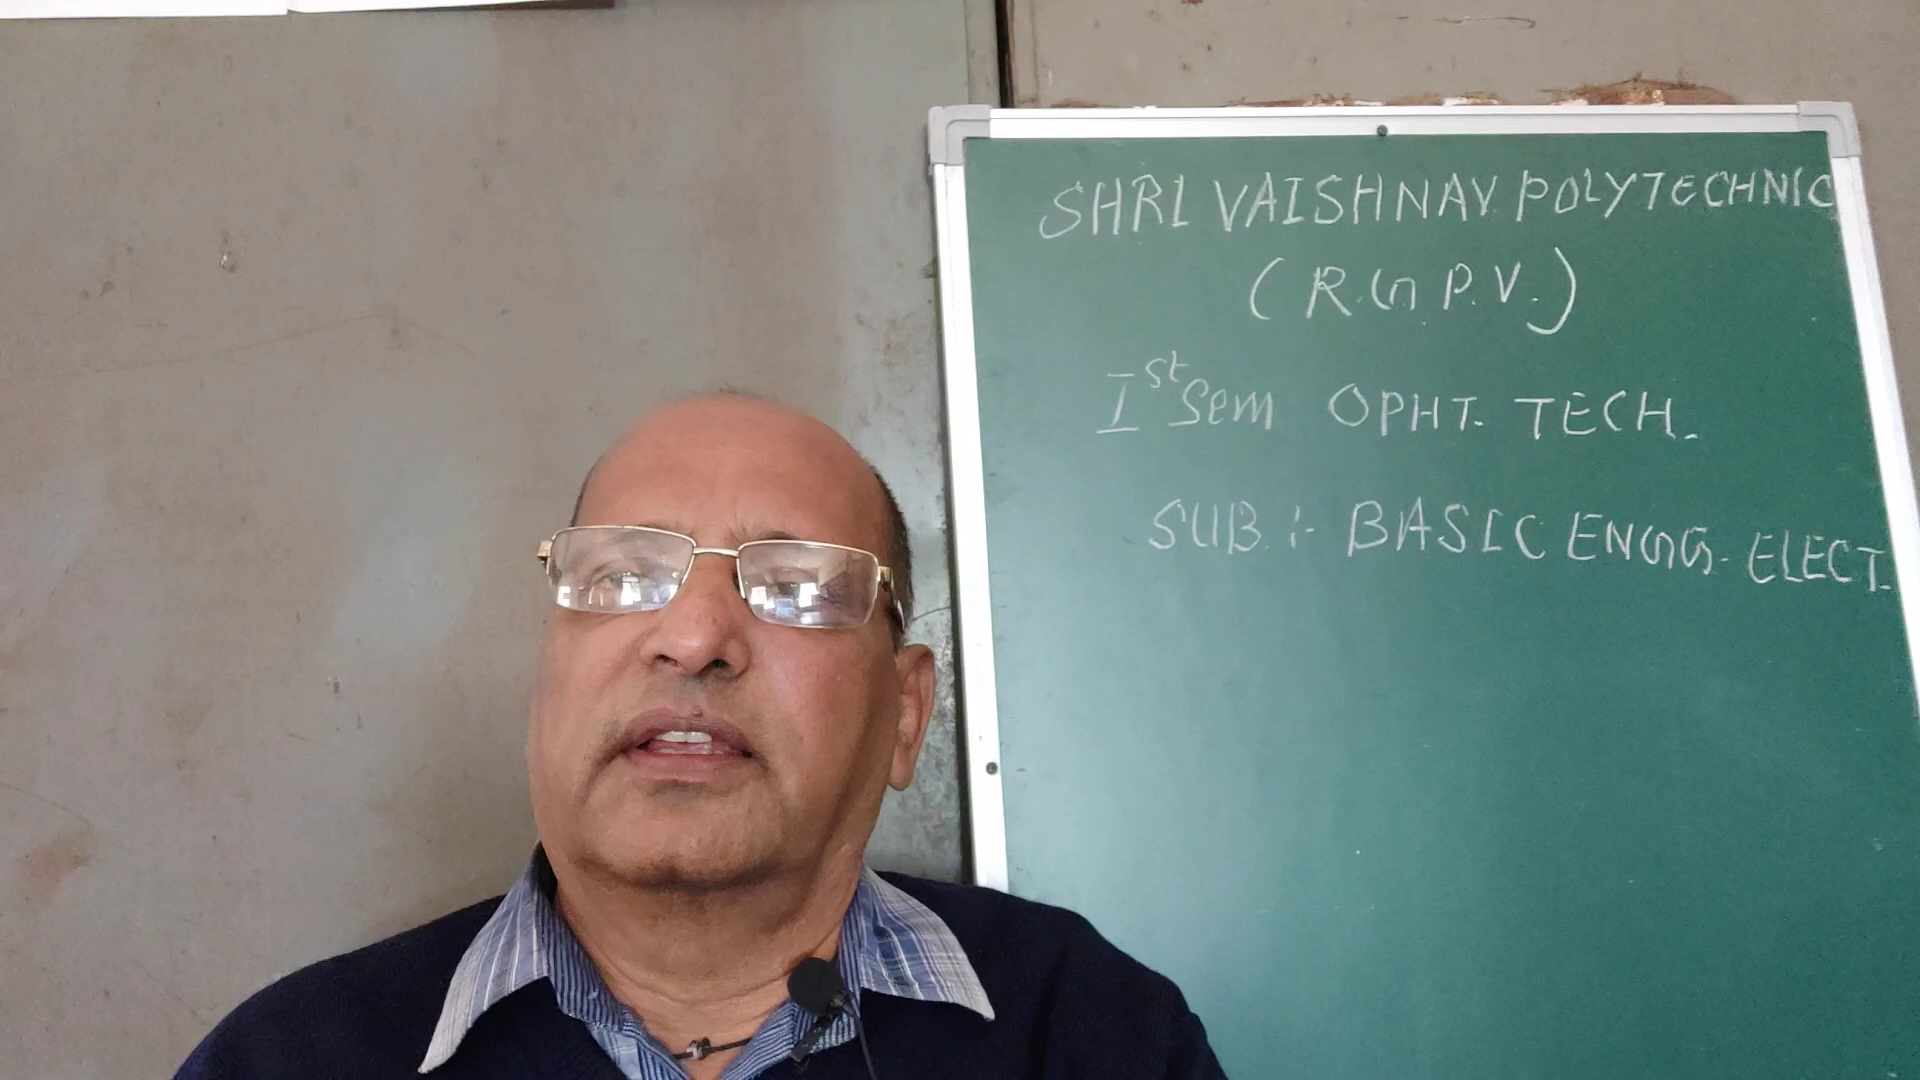 SHRI VAISHNAV POLYTECHNIC
(R.G.P.V.)
Ist Sem OPHT. TECH.
SUB :- BASIC ENGG. ELECT.